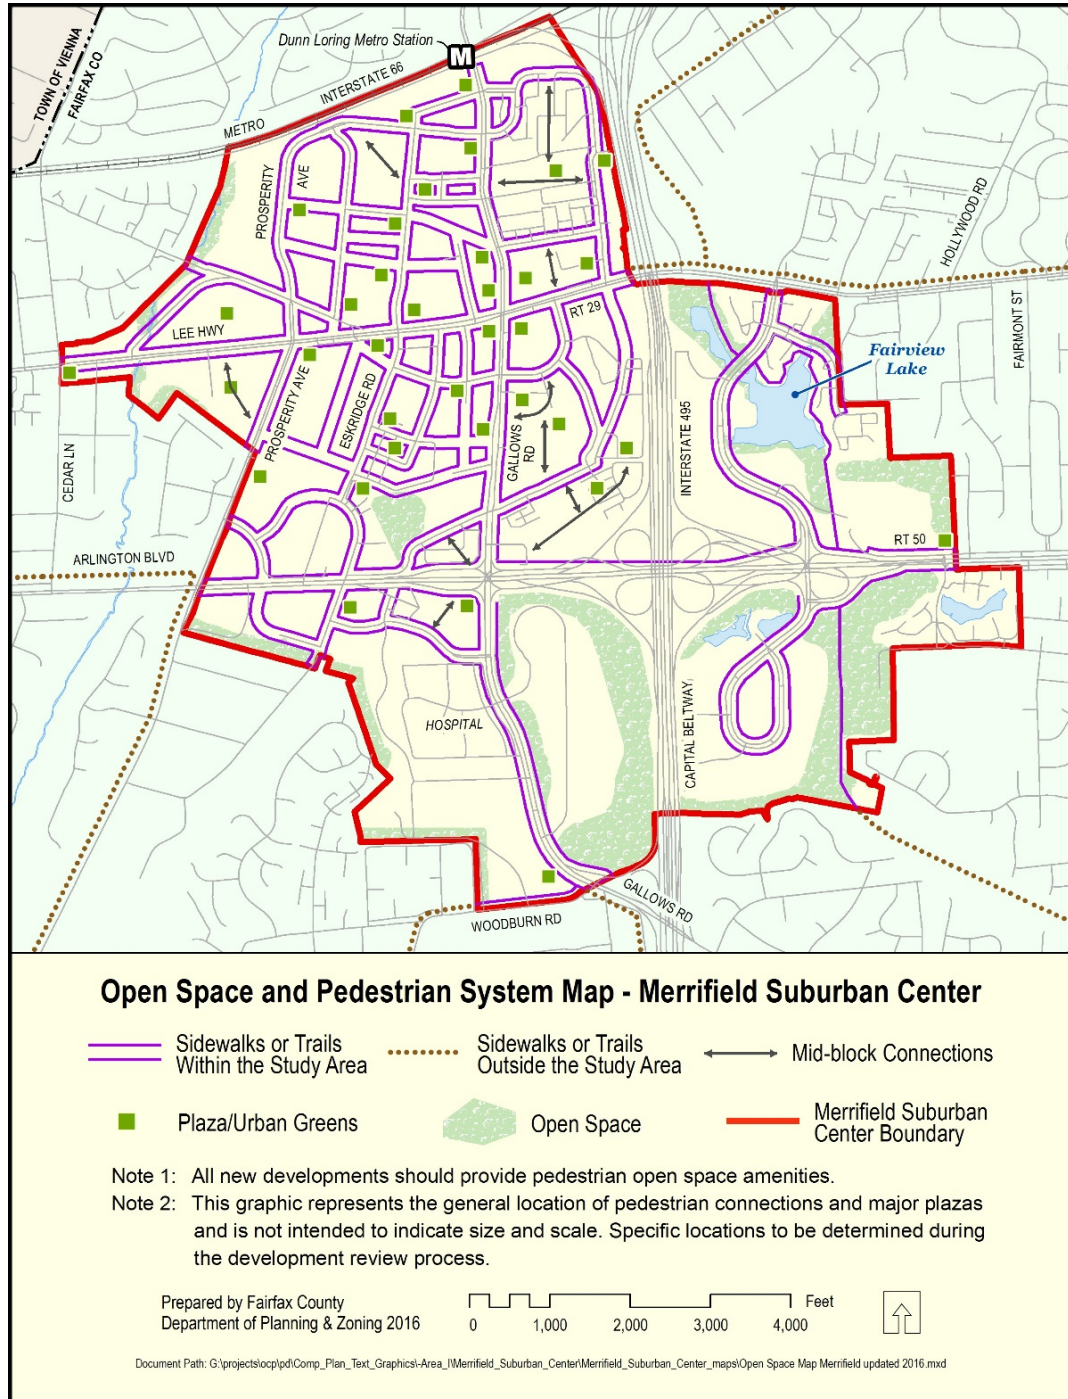 Dunn Loring Metro Station
M
TOWN OF VIENNA
FAIRFAX CO
METRO
INTERSTATE 66
PROSPERITY
AVE
HOLLYWOOD RD
LEE HWY
RT 29
FAIRMONT ST
Fairview
Lake
PROSPERITY AVE
ESKRIDGE RD
GALLOWS
RD
INTERSTATE 495
CEDAR LN
ARLINGTON BLVD
RT 50
HOSPITAL
CAPITAL BELTWAY
GALLOWS RD
WOODBURN RD
Open Space and Pedestrian System Map - Merrifield Suburban Center
Sidewalks or Trails
Within the Study Area
Sidewalks or Trails
Outside the Study Area
Mid-block Connections
Plaza/Urban Greens
Open Space
Merrifield Suburban
Center Boundary
Note 1: All new developments should provide pedestrian open space amenities.
Note 2: This graphic represents the general location of pedestrian connections and major plazas
and is not intended to indicate size and scale. Specific locations to be determined during
the development review process.
Prepared by Fairfax County
Department of Planning & Zoning 2016
Feet
0 1,000 2,000 3,000 4,000
Document Path: G:\projects\ocp\pd\Comp_Plan_Text_Graphics\-Area_I\Merrifield_Suburban_Center\Merrifield_Suburban_Center_maps\Open Space Map Merrifield updated 2016.mxd